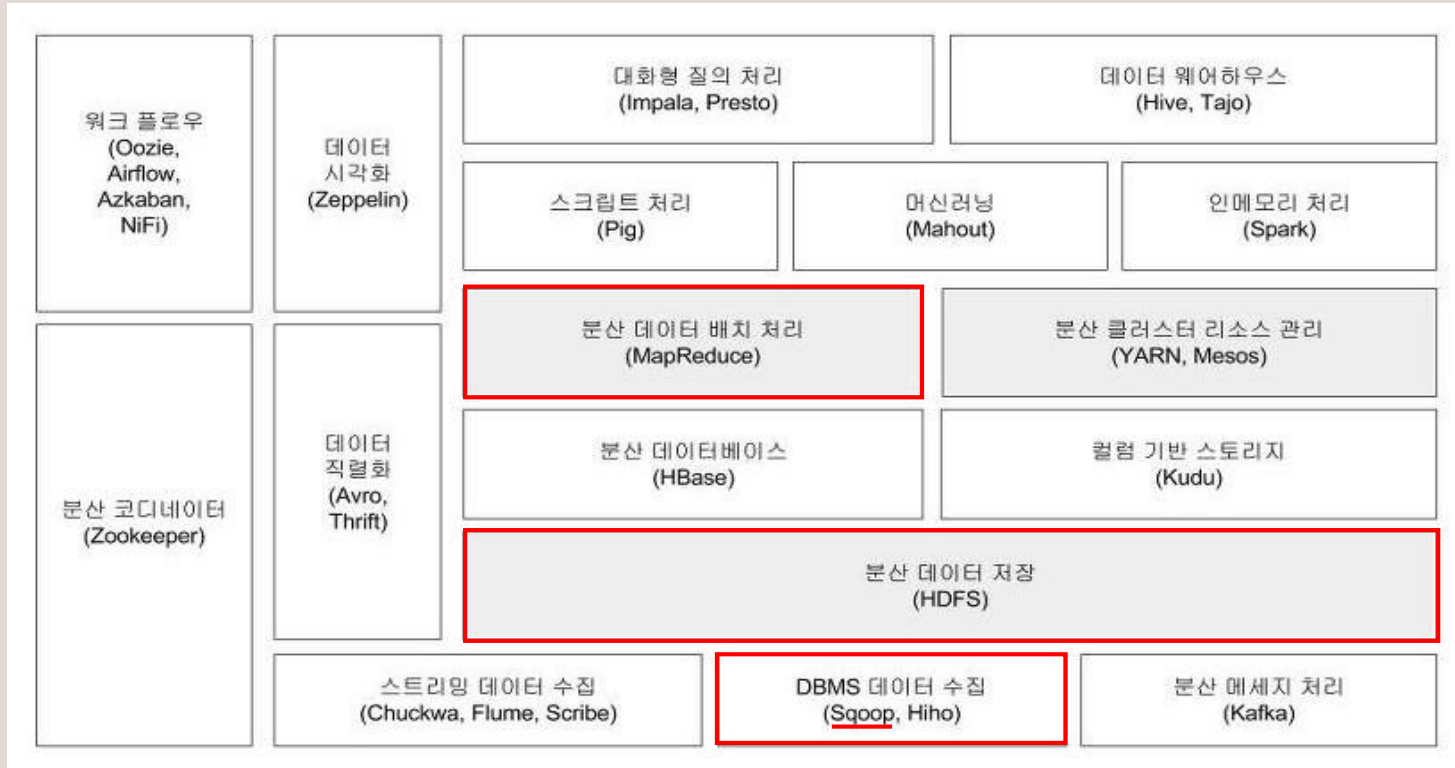 워크 플로우
(Oozie,
Airflow,
Azkaban,
NiFi)
데이터
시각화
(Zeppelin)
대화형 질의 처리
(Impala, Presto)
데이터 웨어하우스
(Hive, Tajo)
스크립트 처리
(Pig)
머신러닝
(Mahout)
인메모리 처리
(Spark)
분산 데이터 배치 처리
(MapReduce)
분산 클러스터 리소스 관리
(YARN, Mesos)
분산 코디네이터
(Zookeeper)
데이터
직렬화
(Avro,
Thrift)
분산 데이터베이스
(HBase)
컬럼 기반 스토리지
(Kudu)
분산 데이터 저장
(HDFS)
스트리밍 데이터 수집
(Chuckwa, Flume, Scribe)
DBMS 데이터 수집
(Sqoop, Hiho)
분산 메세지 처리
(Kafka)